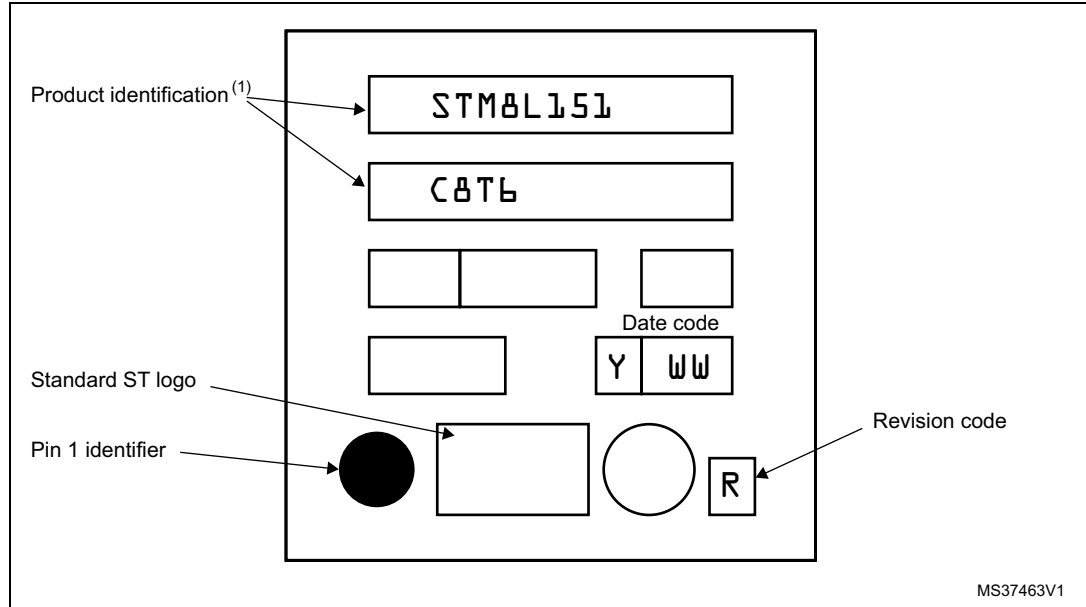 Product identification (1)
STM8L151
C8T6
Date code
Y WW
Standard ST logo
Revision code
Pin 1 identifier
R
MS37463V1